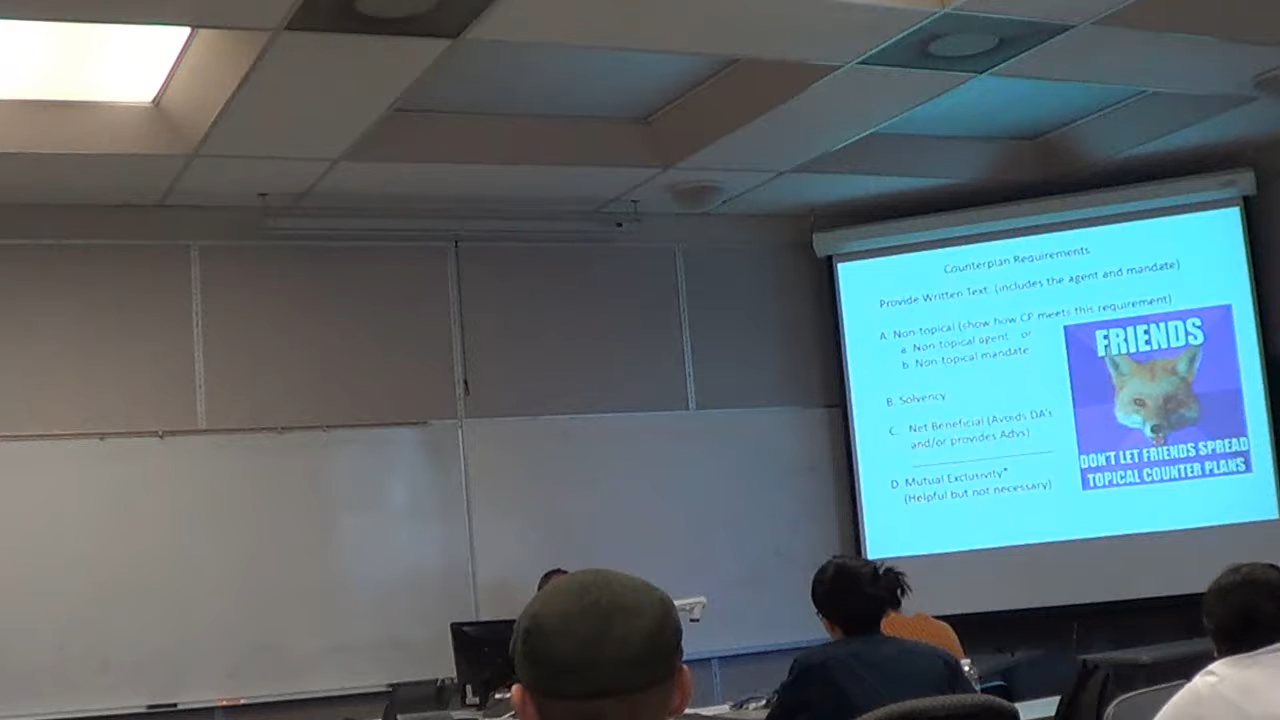 Counterplan Requirements
Provide Written Text: (includes the agent and mandate)
A. Non-topical (show how CP meets this requirement)
a. Non topical agent or
b. Non topical mandate
B. Solvency
C. Net Beneficial (Avoids DA's
and/or provides Advs)
D. Mutual Exclutivity*
(Helpful but not necessary)
FRIENDS
DON'T LET FRIENDS SPREAD
TOPICAL COUNTER PLANS